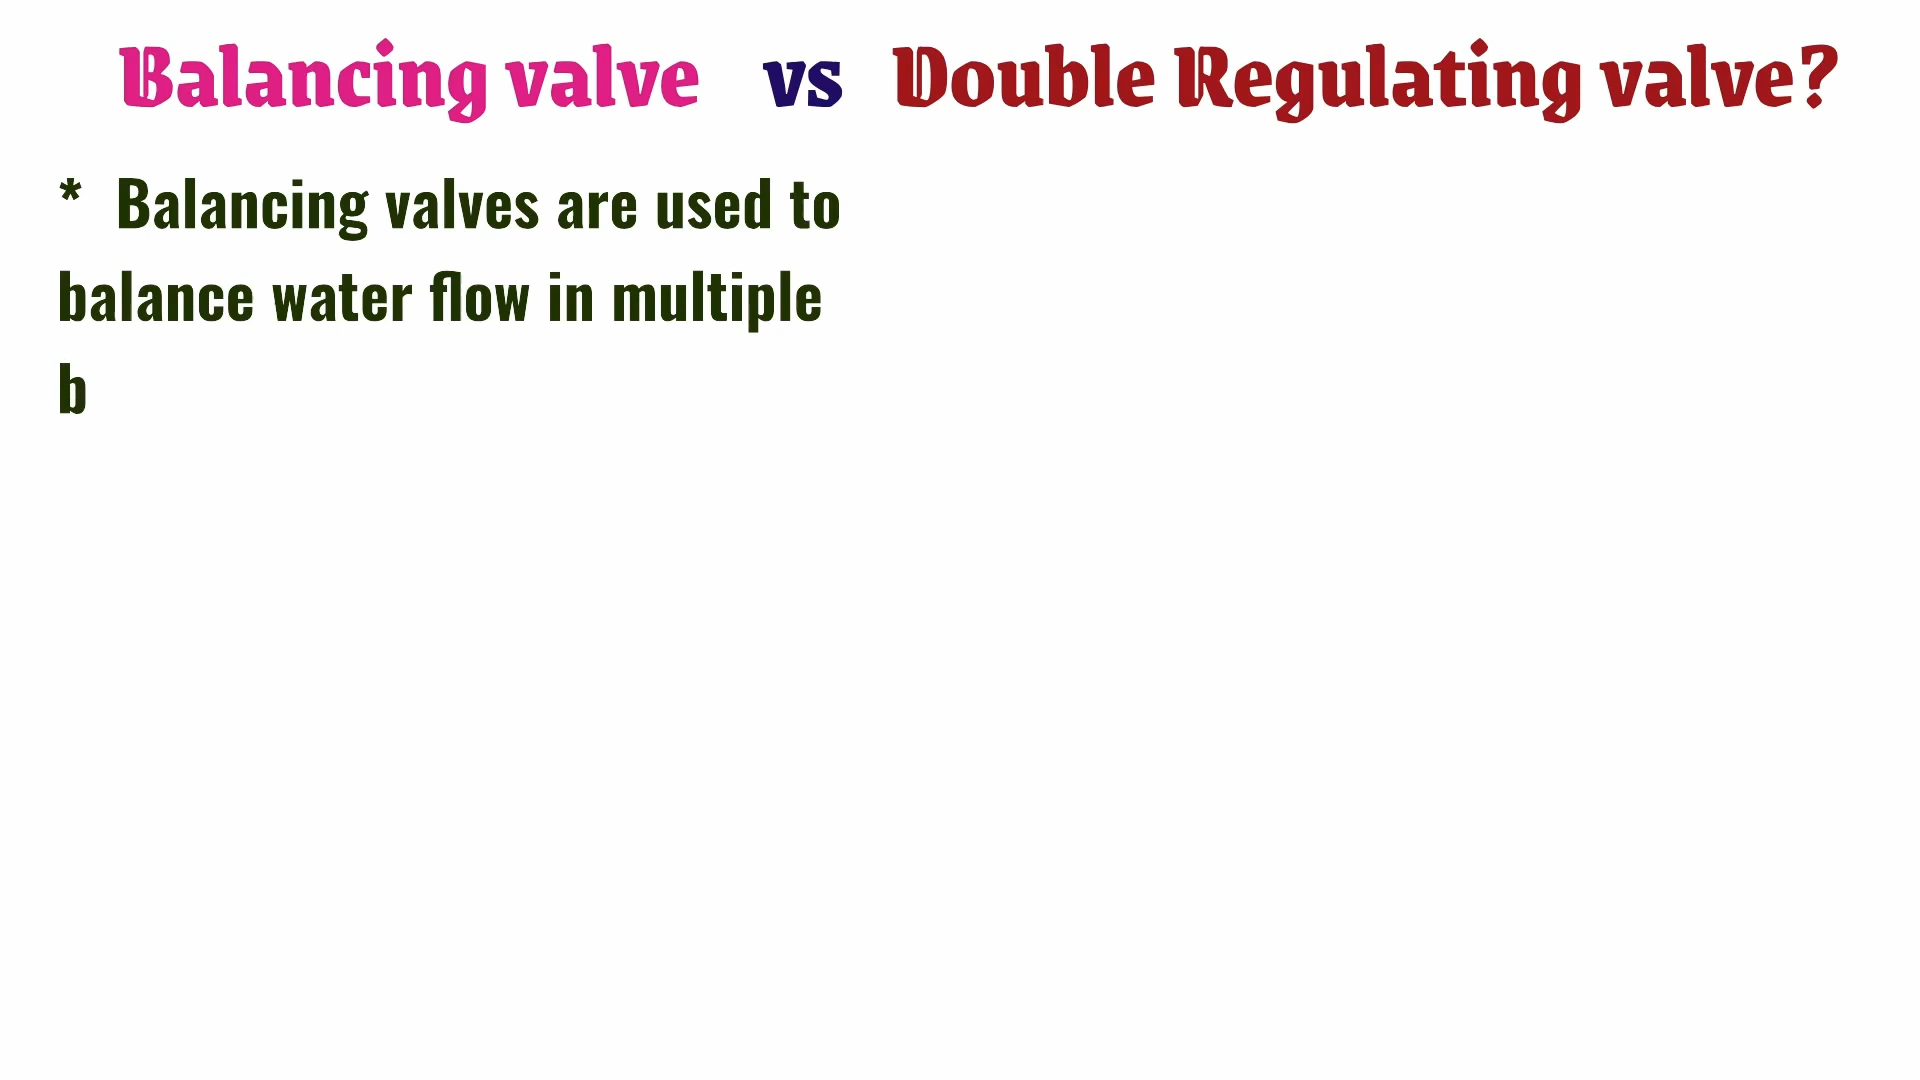 Balancing valve vs Double Regulating valve?
* Balancing valves are used to
balance water flow in multiple
b